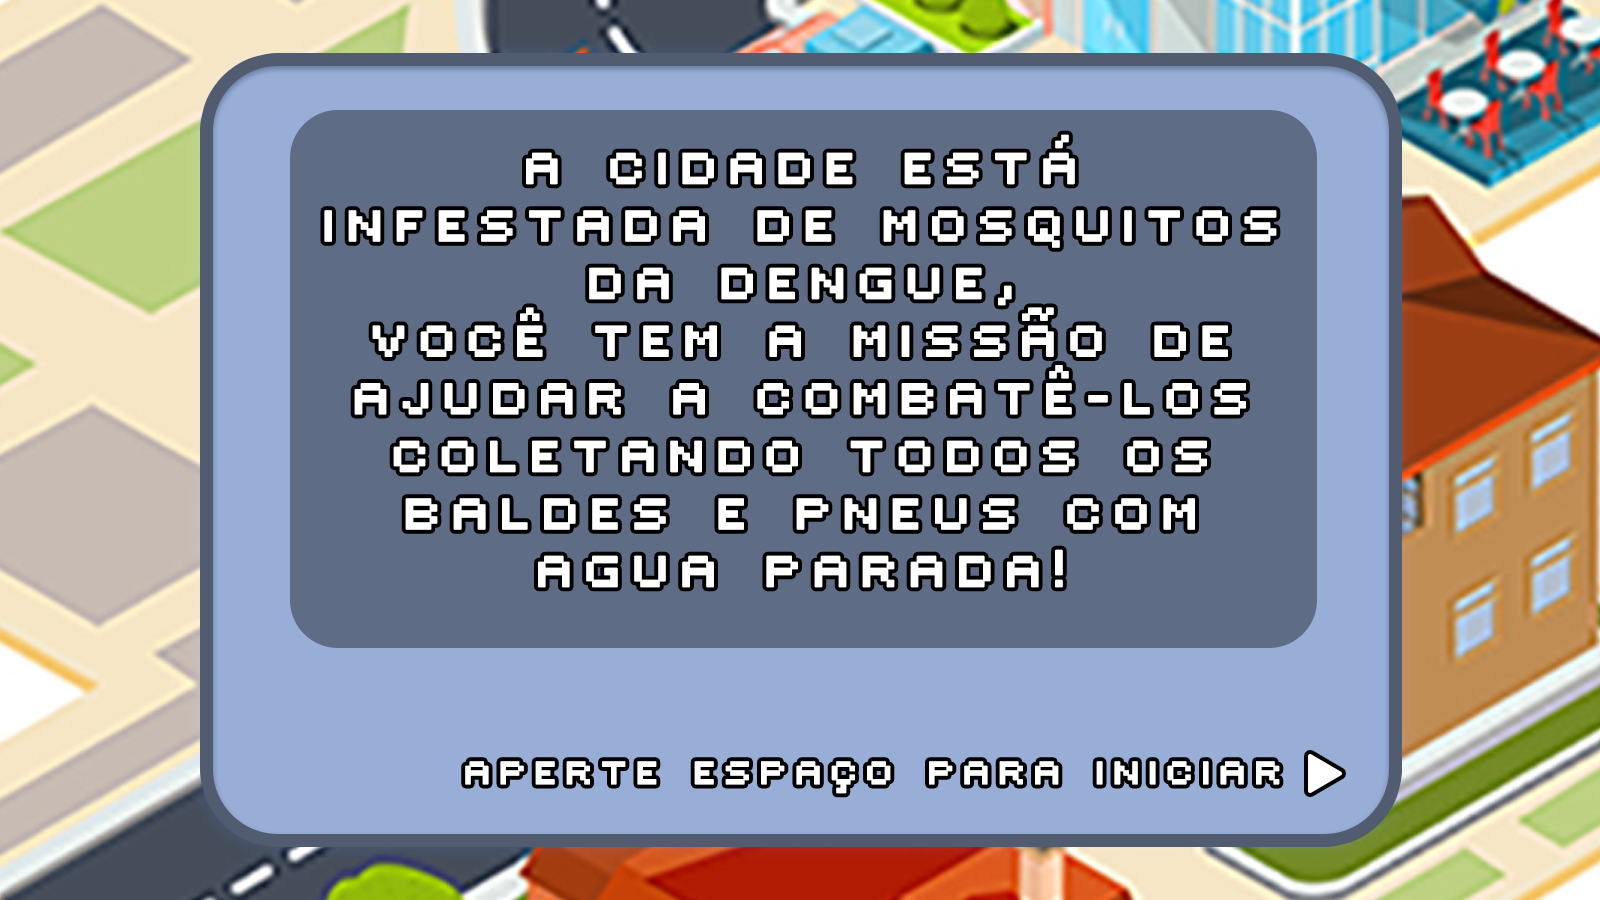 A CIDADE ESTÁ
INFESTADA DE MOSQUITOS
DA DENGUE,
VOCÊ TEM A MISSÃO DE
AJUDAR A COMBATÊ-LOS
COLETANDO TODOS OS
BALDES E PNEUS COM
AGUA PARADA!
APERTE ESPAÇO PARA INICIAR